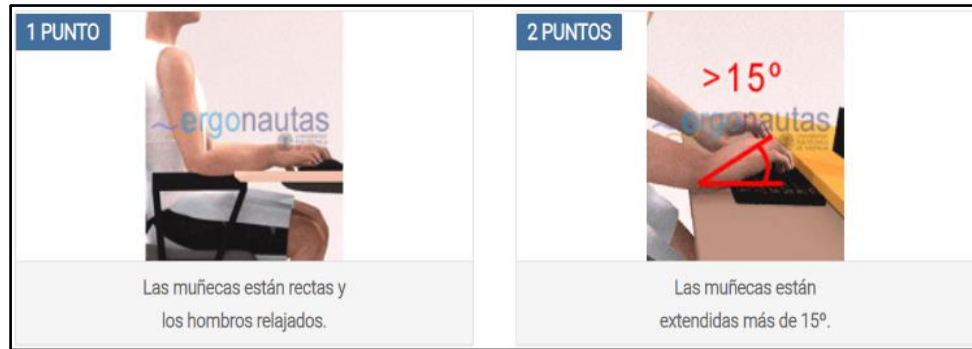 1 PUNTO
ergonautas
Las muñecas están rectas y
los hombros relajados.
2 PUNTOS
>15º
ergonautas
Las muñecas están
extendidas más de 15º.